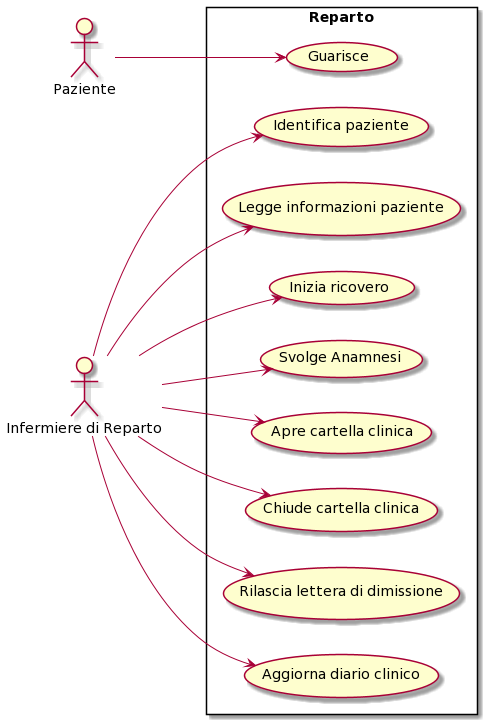 Reparto
Paziente
Guarisce
Identifica paziente
Legge informazioni paziente
Inizia ricovero
Svolge Anamnesi
Infermiere di Reparto
Apre cartella clinica
Chiude cartella clinica
Rilascia lettera di dimissione
Aggiorna diario clinico